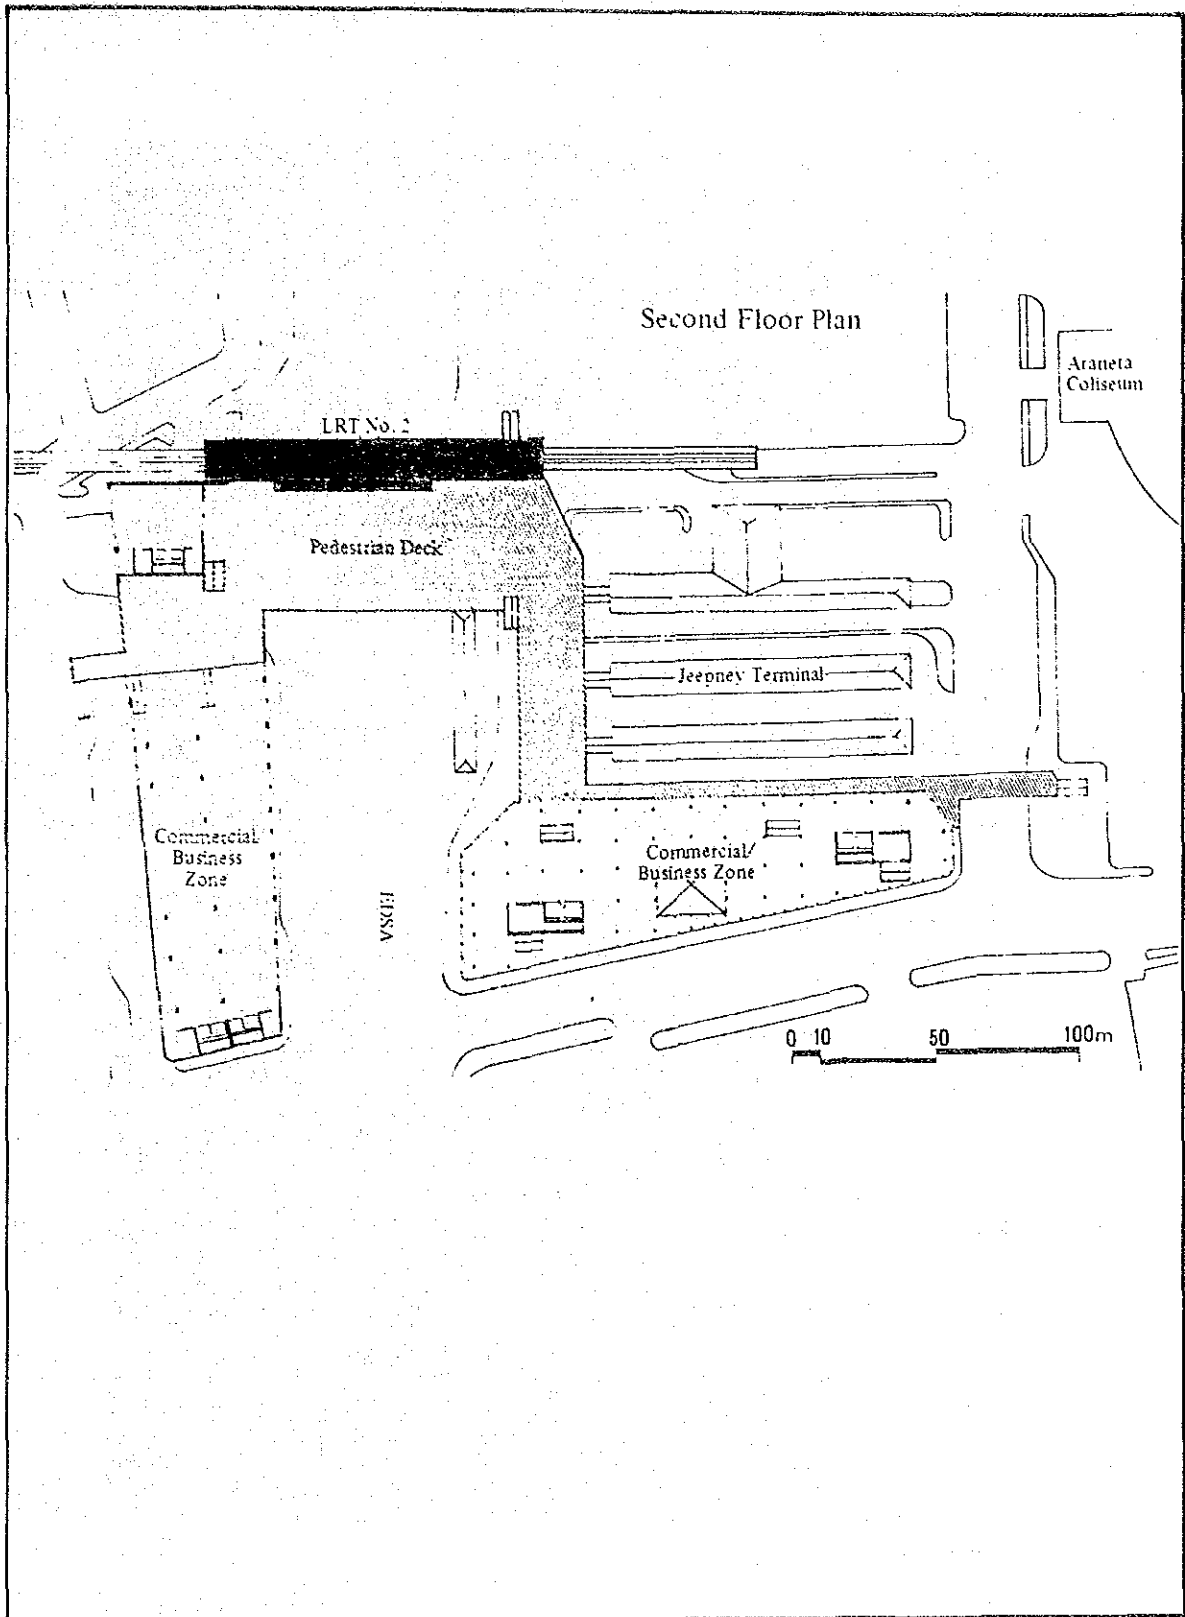 Second Floor Plan
Araneta
Coliseum
LRT No. 2
Pedestrian Deck
Jeepney Terminal
Commercial
Business
Zone
Commercial/
Business Zone
EDSA
0 10 50 100m